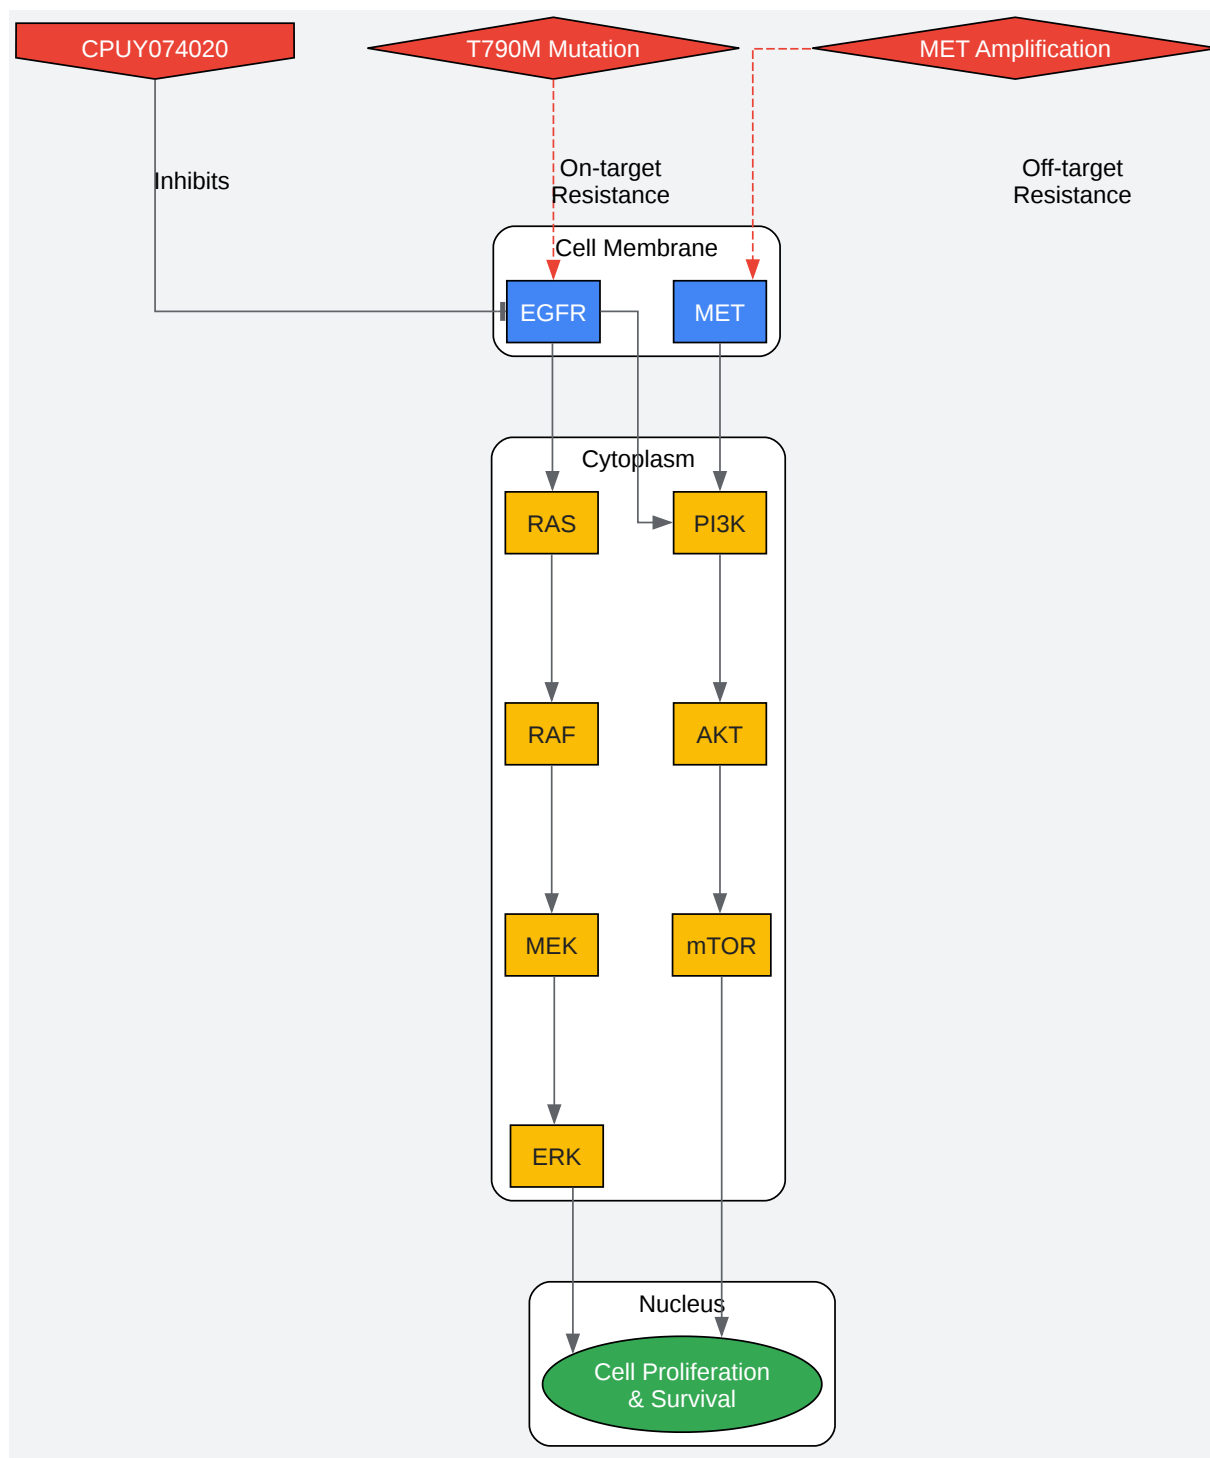 CPUY074020
T790M Mutation
MET Amplification
Inhibits
On-target
Resistance
Off-target
Resistance
Cell Membrane
EGFR
MET
Cytoplasm
RAS
PI3K
RAF
AKT
MEK
mTOR
ERK
Nucleus
Cell Proliferation
& Survival